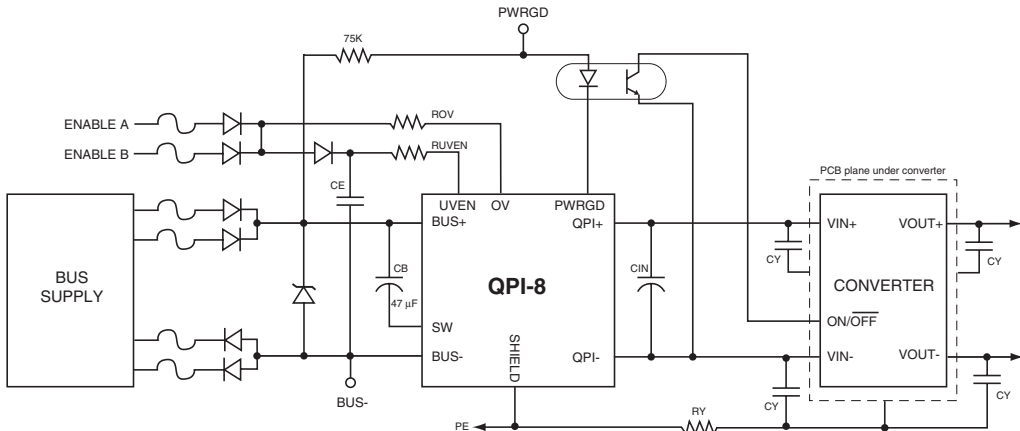 PWRGD
75K
ENABLE A
ROV
ENABLE B
RUVEN
CE
PCB plane under converter
UVEN OV PWRGD
BUS+ QPI+
VIN+ VOUT+
CY
CY
BUS
SUPPLY
CB
47 µF
QPI-8
CIN
CONVERTER
SW
ON/OFF
SHIELD
BUS- QPI-
VIN- VOUT-
BUS-
CY
CY
PE
RY